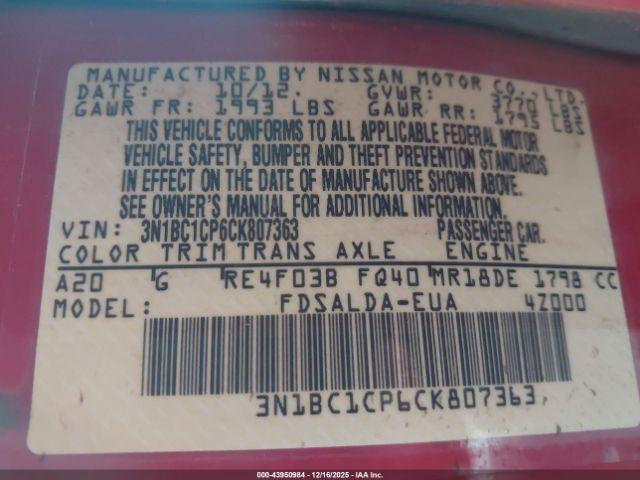 MANUFACTURED BY NISSAN MOTOR CO., LTD.
DATE: 10/12. GVWR: 3770 LBS
GAWR FR: 1993 LBS GAWR RR: 1795 LBS
THIS VEHICLE CONFORMS TO ALL APPLICABLE FEDERAL MOTOR
VEHICLE SAFETY, BUMPER AND THEFT PREVENTION STANDARDS
IN EFFECT ON THE DATE OF MANUFACTURE SHOWN ABOVE.
SEE OWNER'S MANUAL FOR ADDITIONAL INFORMATION.
VIN: 3N1BC1CP6CK807363 PASSENGER CAR.
COLOR TRIM TRANS AXLE ENGINE
A20 G RE4F03B FQ40 MR18DE 1798 CC
MODEL: FDSALDA-EUA 4Z000
3N1BC1CP6CK807363
000-43950984 - 12/16/2025 - IAA Inc.